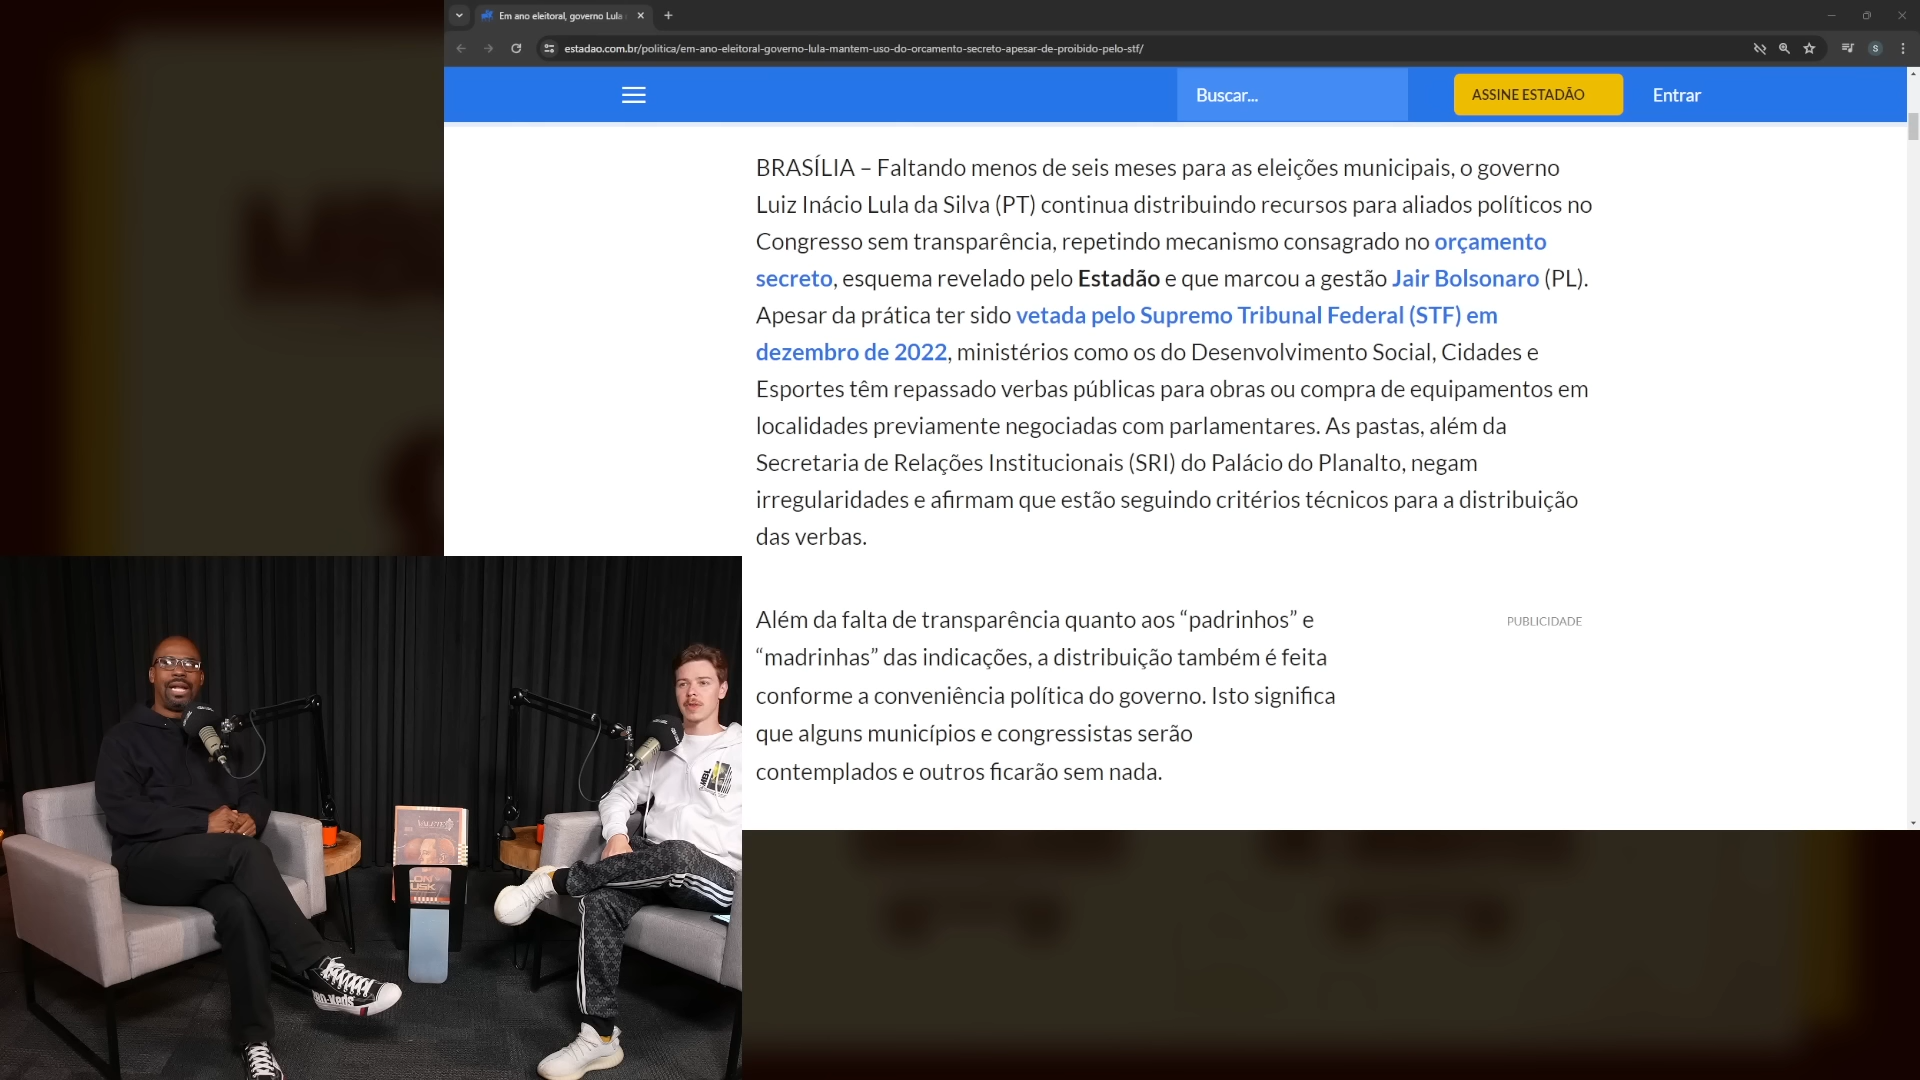 Em ano eleitoral, governo Lula
estadao.com.br/politica/em-ano-eleitoral-governo-lula-mantem-uso-do-orcamento-secreto-apesar-de-proibido-pelo-stf/
S
Buscar...
ASSINE ESTADÃO
Entrar
BRASÍLIA – Faltando menos de seis meses para as eleições municipais, o governo
Luiz Inácio Lula da Silva (PT) continua distribuindo recursos para aliados políticos no
Congresso sem transparência, repetindo mecanismo consagrado no orçamento
secreto, esquema revelado pelo Estadão e que marcou a gestão Jair Bolsonaro (PL).
Apesar da prática ter sido vetada pelo Supremo Tribunal Federal (STF) em
dezembro de 2022, ministérios como os do Desenvolvimento Social, Cidades e
Esportes têm repassado verbas públicas para obras ou compra de equipamentos em
localidades previamente negociadas com parlamentares. As pastas, além da
Secretaria de Relações Institucionais (SRI) do Palácio do Planalto, negam
irregularidades e afirmam que estão seguindo critérios técnicos para a distribuição
das verbas.
Além da falta de transparência quanto aos “padrinhos” e
“madrinhas” das indicações, a distribuição também é feita
conforme a conveniência política do governo. Isto significa
que alguns municípios e congressistas serão
contemplados e outros ficarão sem nada.
PUBLICIDADE
MBL
VALETE
LON
USK
PRO-Keds